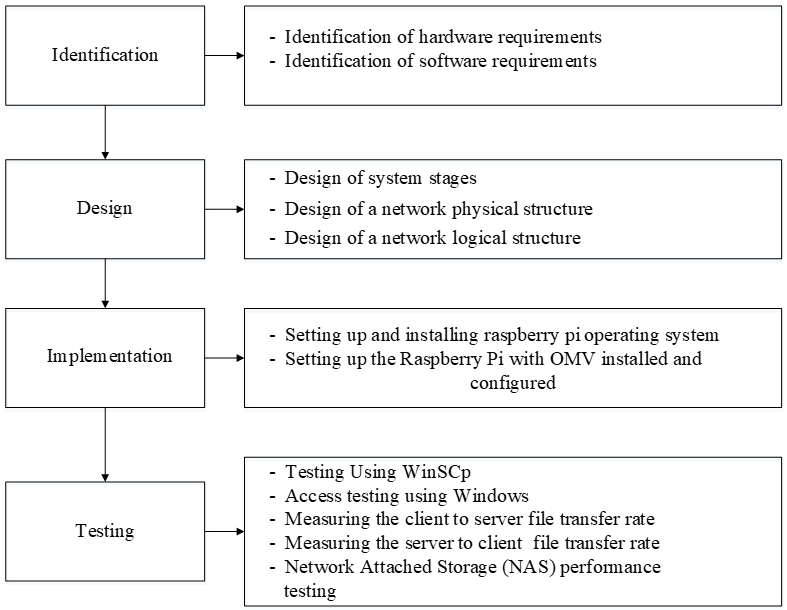 Identification
- Identification of hardware requirements
- Identification of software requirements
Design
- Design of system stages
- Design of a network physical structure
- Design of a network logical structure
Implementation
- Setting up and installing raspberry pi operating system
- Setting up the Raspberry Pi with OMV installed and
configured
Testing
- Testing Using WinSCp
- Access testing using Windows
- Measuring the client to server file transfer rate
- Measuring the server to client file transfer rate
- Network Attached Storage (NAS) performance
testing